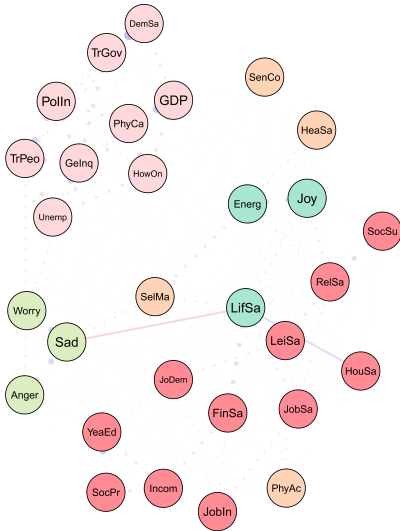 DemSa
TrGov
SenCo
PolIn
GDP
PhyCa
HeaSa
TrPeo
GeInq
HowOn
Joy
Energ
Unemp
SocSu
RelSa
SelMa
Worry
LifSa
Sad
LeiSa
HouSa
JoDem
Anger
FinSa
JobSa
YeaEd
SocPr
Incom
PhyAc
JobIn